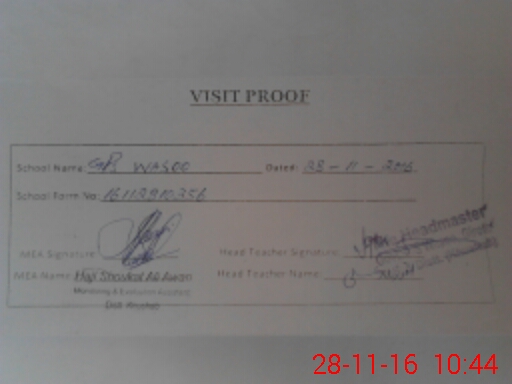 VISIT PROOF
School Name: GPS WASOO Dated: 28-11-2016
School Form No: 16112810256
MEA Signature Head Teacher Signature:
MEA Name: Haji Shoukat Ali Awan Head Teacher Name:
Monitoring & Evaluation Assistant
Headmaster
28-11-16 10:44